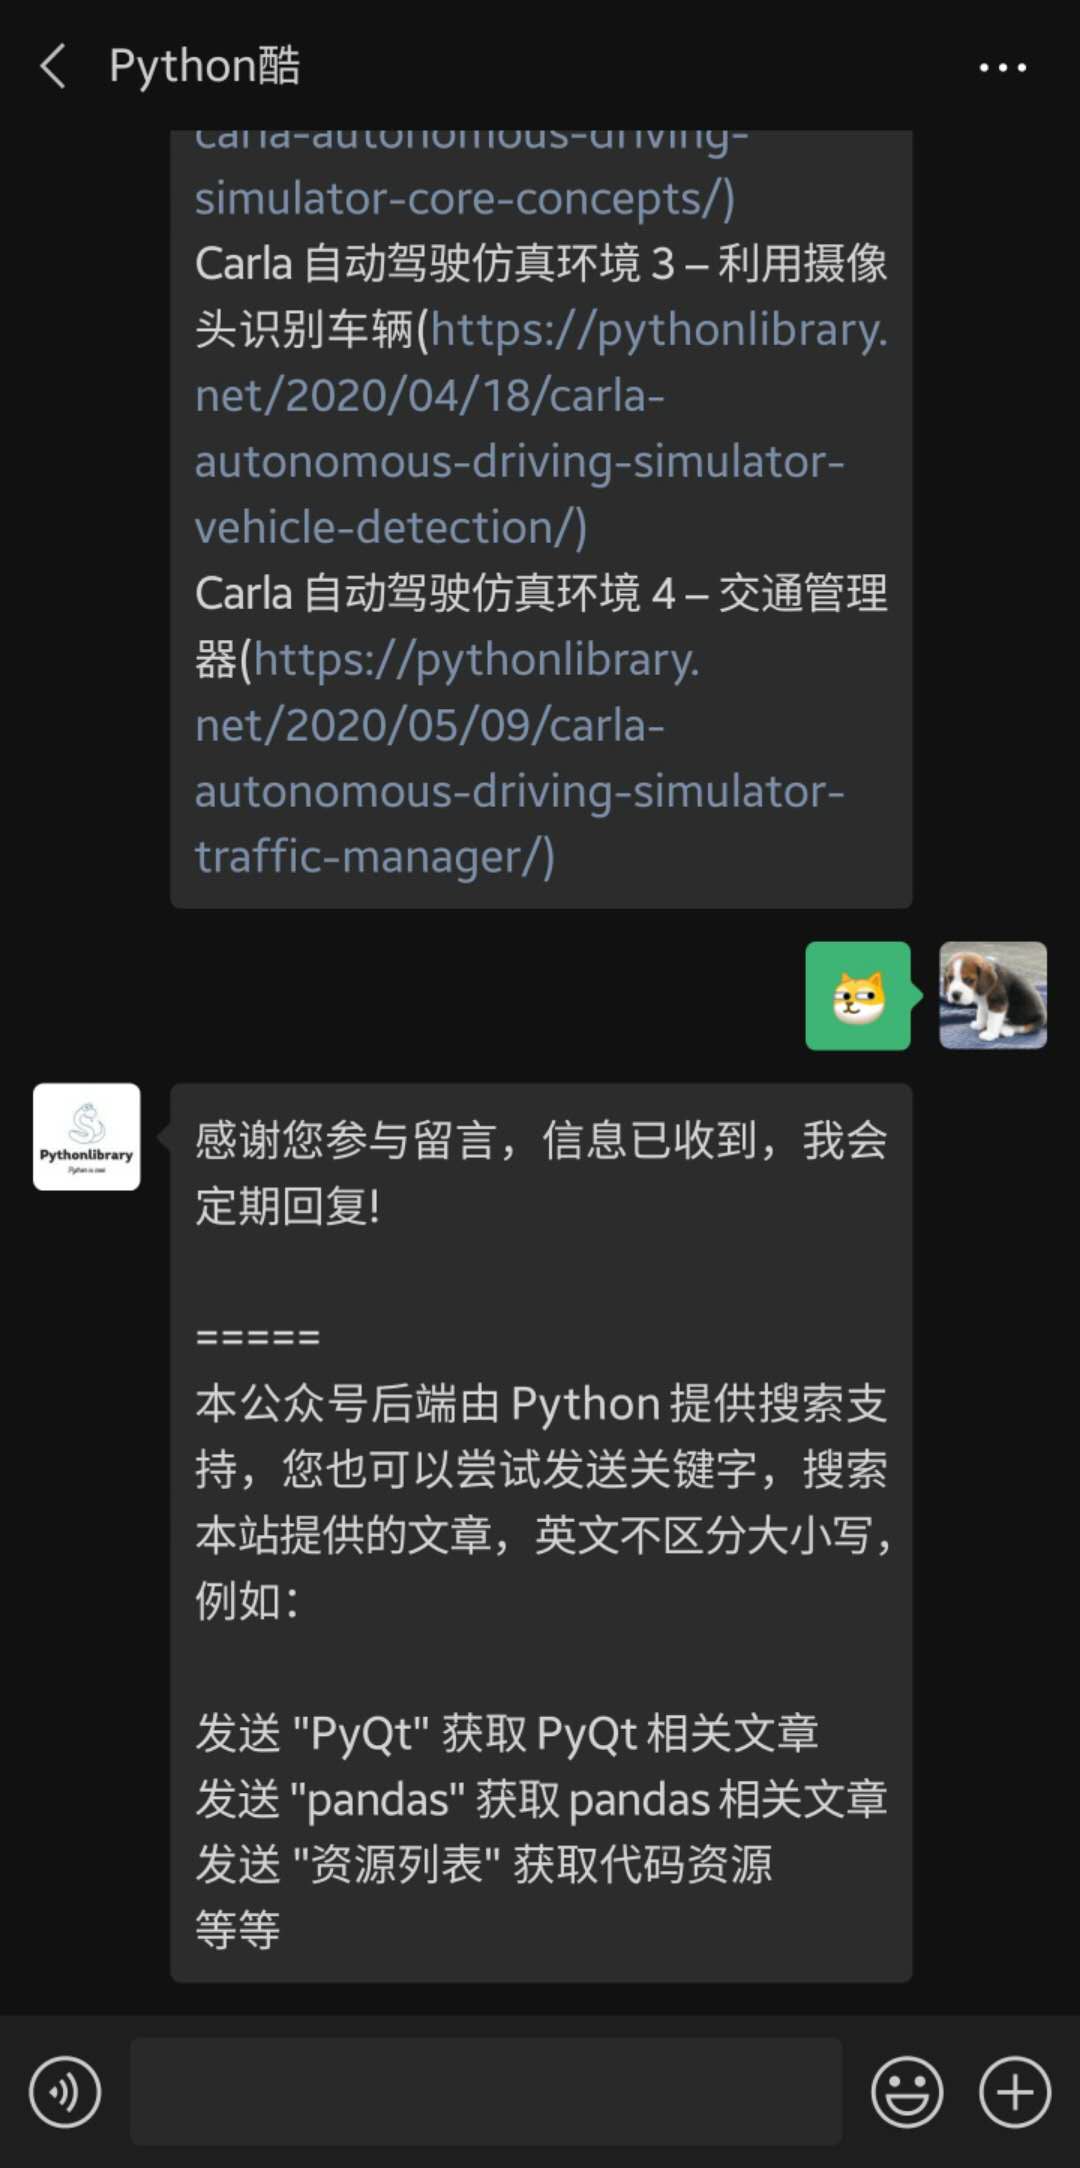 Python酷
carla-autonomous-driving-
simulator-core-concepts/)
Carla 自动驾驶仿真环境 3 – 利用摄像
头识别车辆(https://pythonlibrary.
net/2020/04/18/carla-
autonomous-driving-simulator-
vehicle-detection/)
Carla 自动驾驶仿真环境 4 – 交通管理
器(https://pythonlibrary.
net/2020/05/09/carla-
autonomous-driving-simulator-
traffic-manager/)
Pythonlibrary
感谢您参与留言，信息已收到，我会
定期回复!
=====
本公众号后端由 Python 提供搜索支
持，您也可以尝试发送关键字，搜索
本站提供的文章，英文不区分大小写，
例如：
发送 "PyQt" 获取 PyQt 相关文章
发送 "pandas" 获取 pandas 相关文章
发送 "资源列表" 获取代码资源
等等